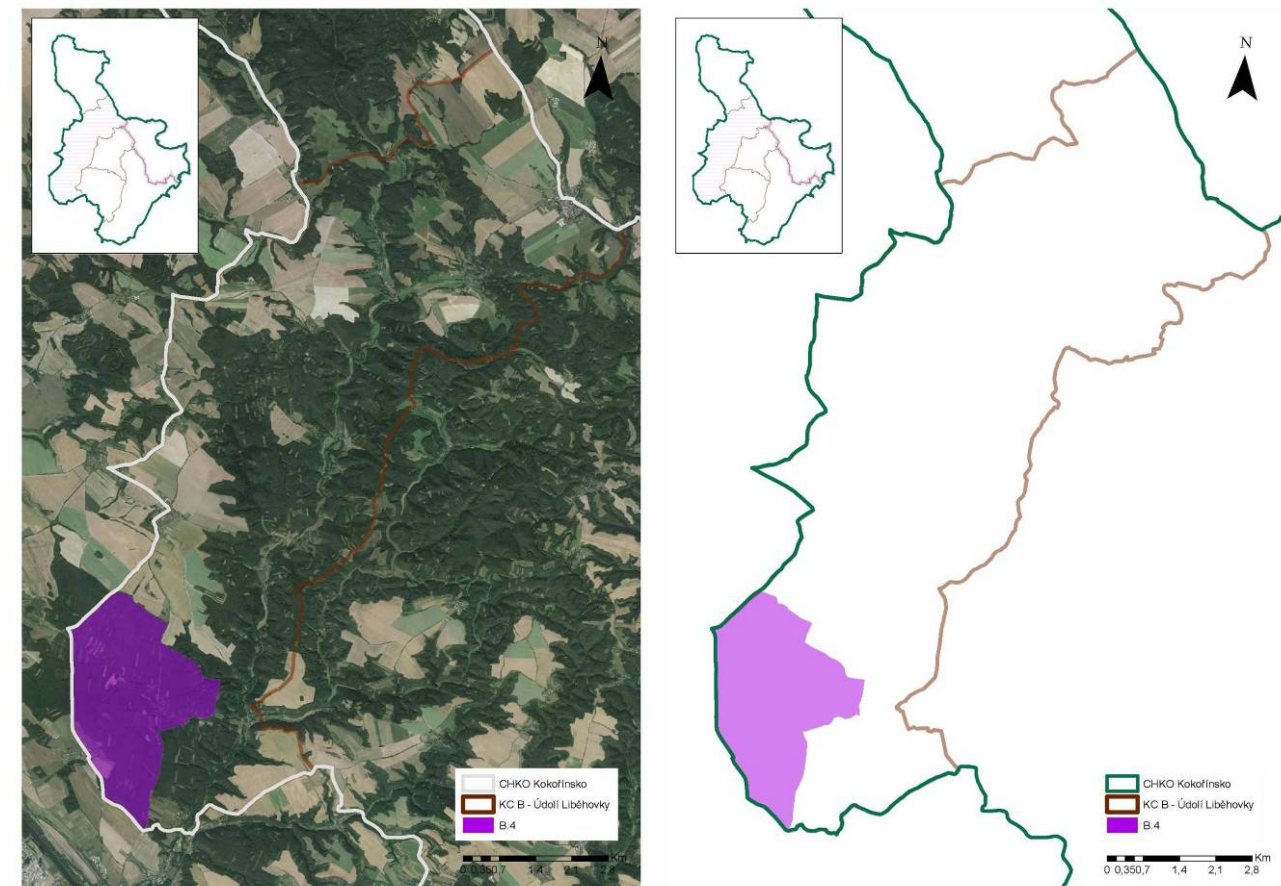 N
CHKO Kokořínsko
KC B - Údolí Liběhovky
B.4
Km
0 0,350,7 1,4 2,1 2,8
N
CHKO Kokořínsko
KC B - Údolí Liběhovky
B.4
Km
0 0,350,7 1,4 2,1 2,8